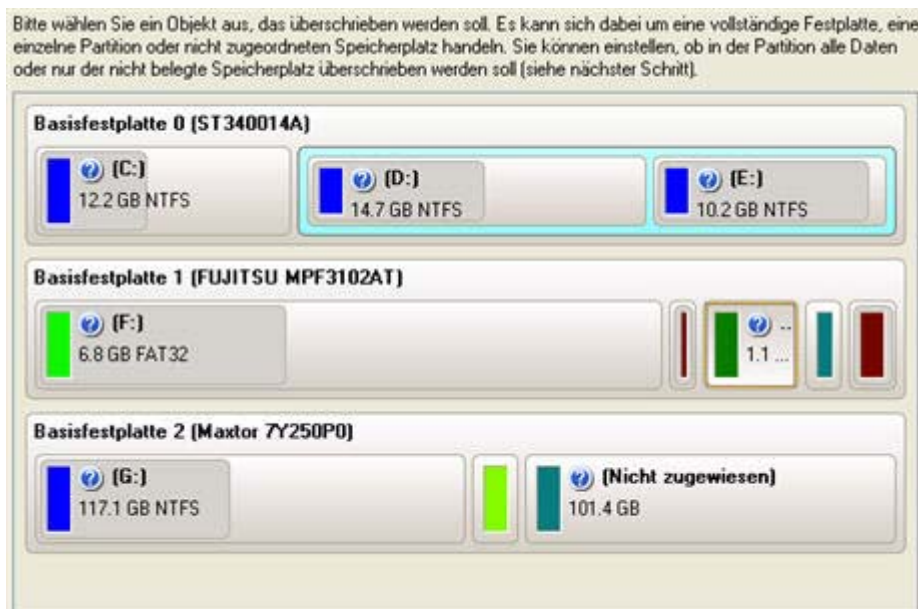 Bitte wählen Sie ein Objekt aus, das überschrieben werden soll. Es kann sich dabei um eine vollständige Festplatte, eine
einzelne Partition oder nicht zugeordneten Speicherplatz handeln. Sie können einstellen, ob in der Partition alle Daten
oder nur der nicht belegte Speicherplatz überschrieben werden soll (siehe nächster Schritt).
Basisfestplatte 0 (ST340014A)
(C:)
12.2 GB NTFS
(D:)
14.7 GB NTFS
(E:)
10.2 GB NTFS
Basisfestplatte 1 (FUJITSU MPF3102AT)
(F:)
6.8 GB FAT32
..
1.1 ...
Basisfestplatte 2 (Maxtor 7Y250P0)
(G:)
117.1 GB NTFS
(Nicht zugewiesen)
101.4 GB